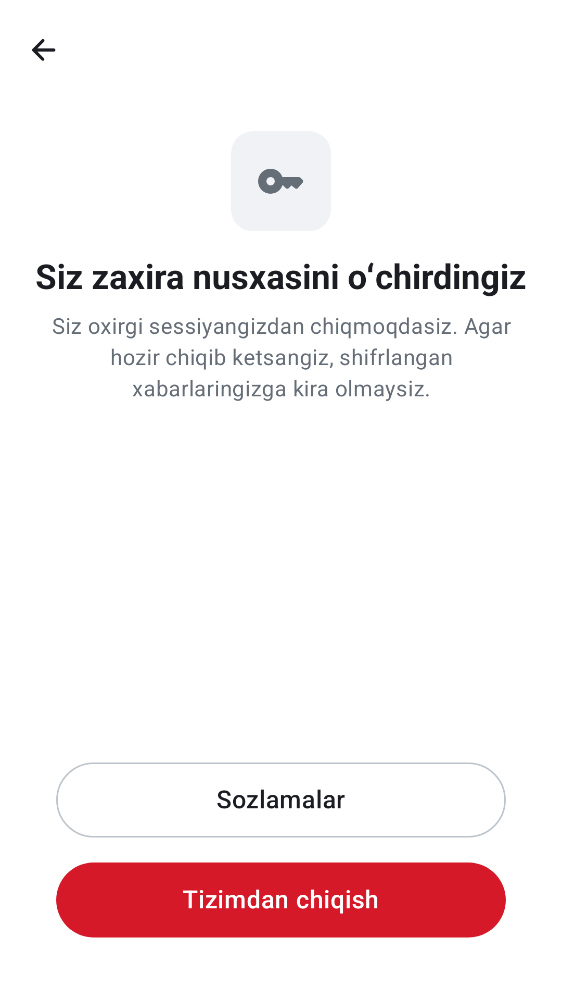 Siz zaxira nusxasini oʻchirdingiz
Siz oxirgi sessiyangizdan chiqmoqdasiz. Agar
hozir chiqib ketsangiz, shifrlangan
xabarlaringizga kira olmaysiz.
Sozlamalar
Tizimdan chiqish